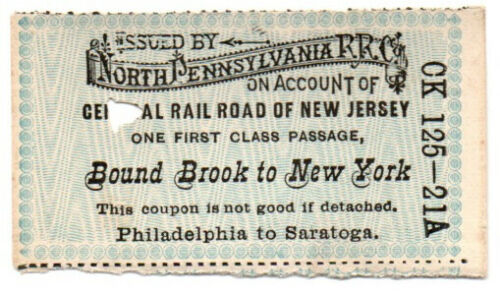 ISSUED BY
NORTH PENNSYLVANIA R.R. Co.
ON ACCOUNT OF
CENTRAL RAIL ROAD OF NEW JERSEY
ONE FIRST CLASS PASSAGE,
Bound Brook to New York
This coupon is not good if detached.
Philadelphia to Saratoga.
CK 125-21A